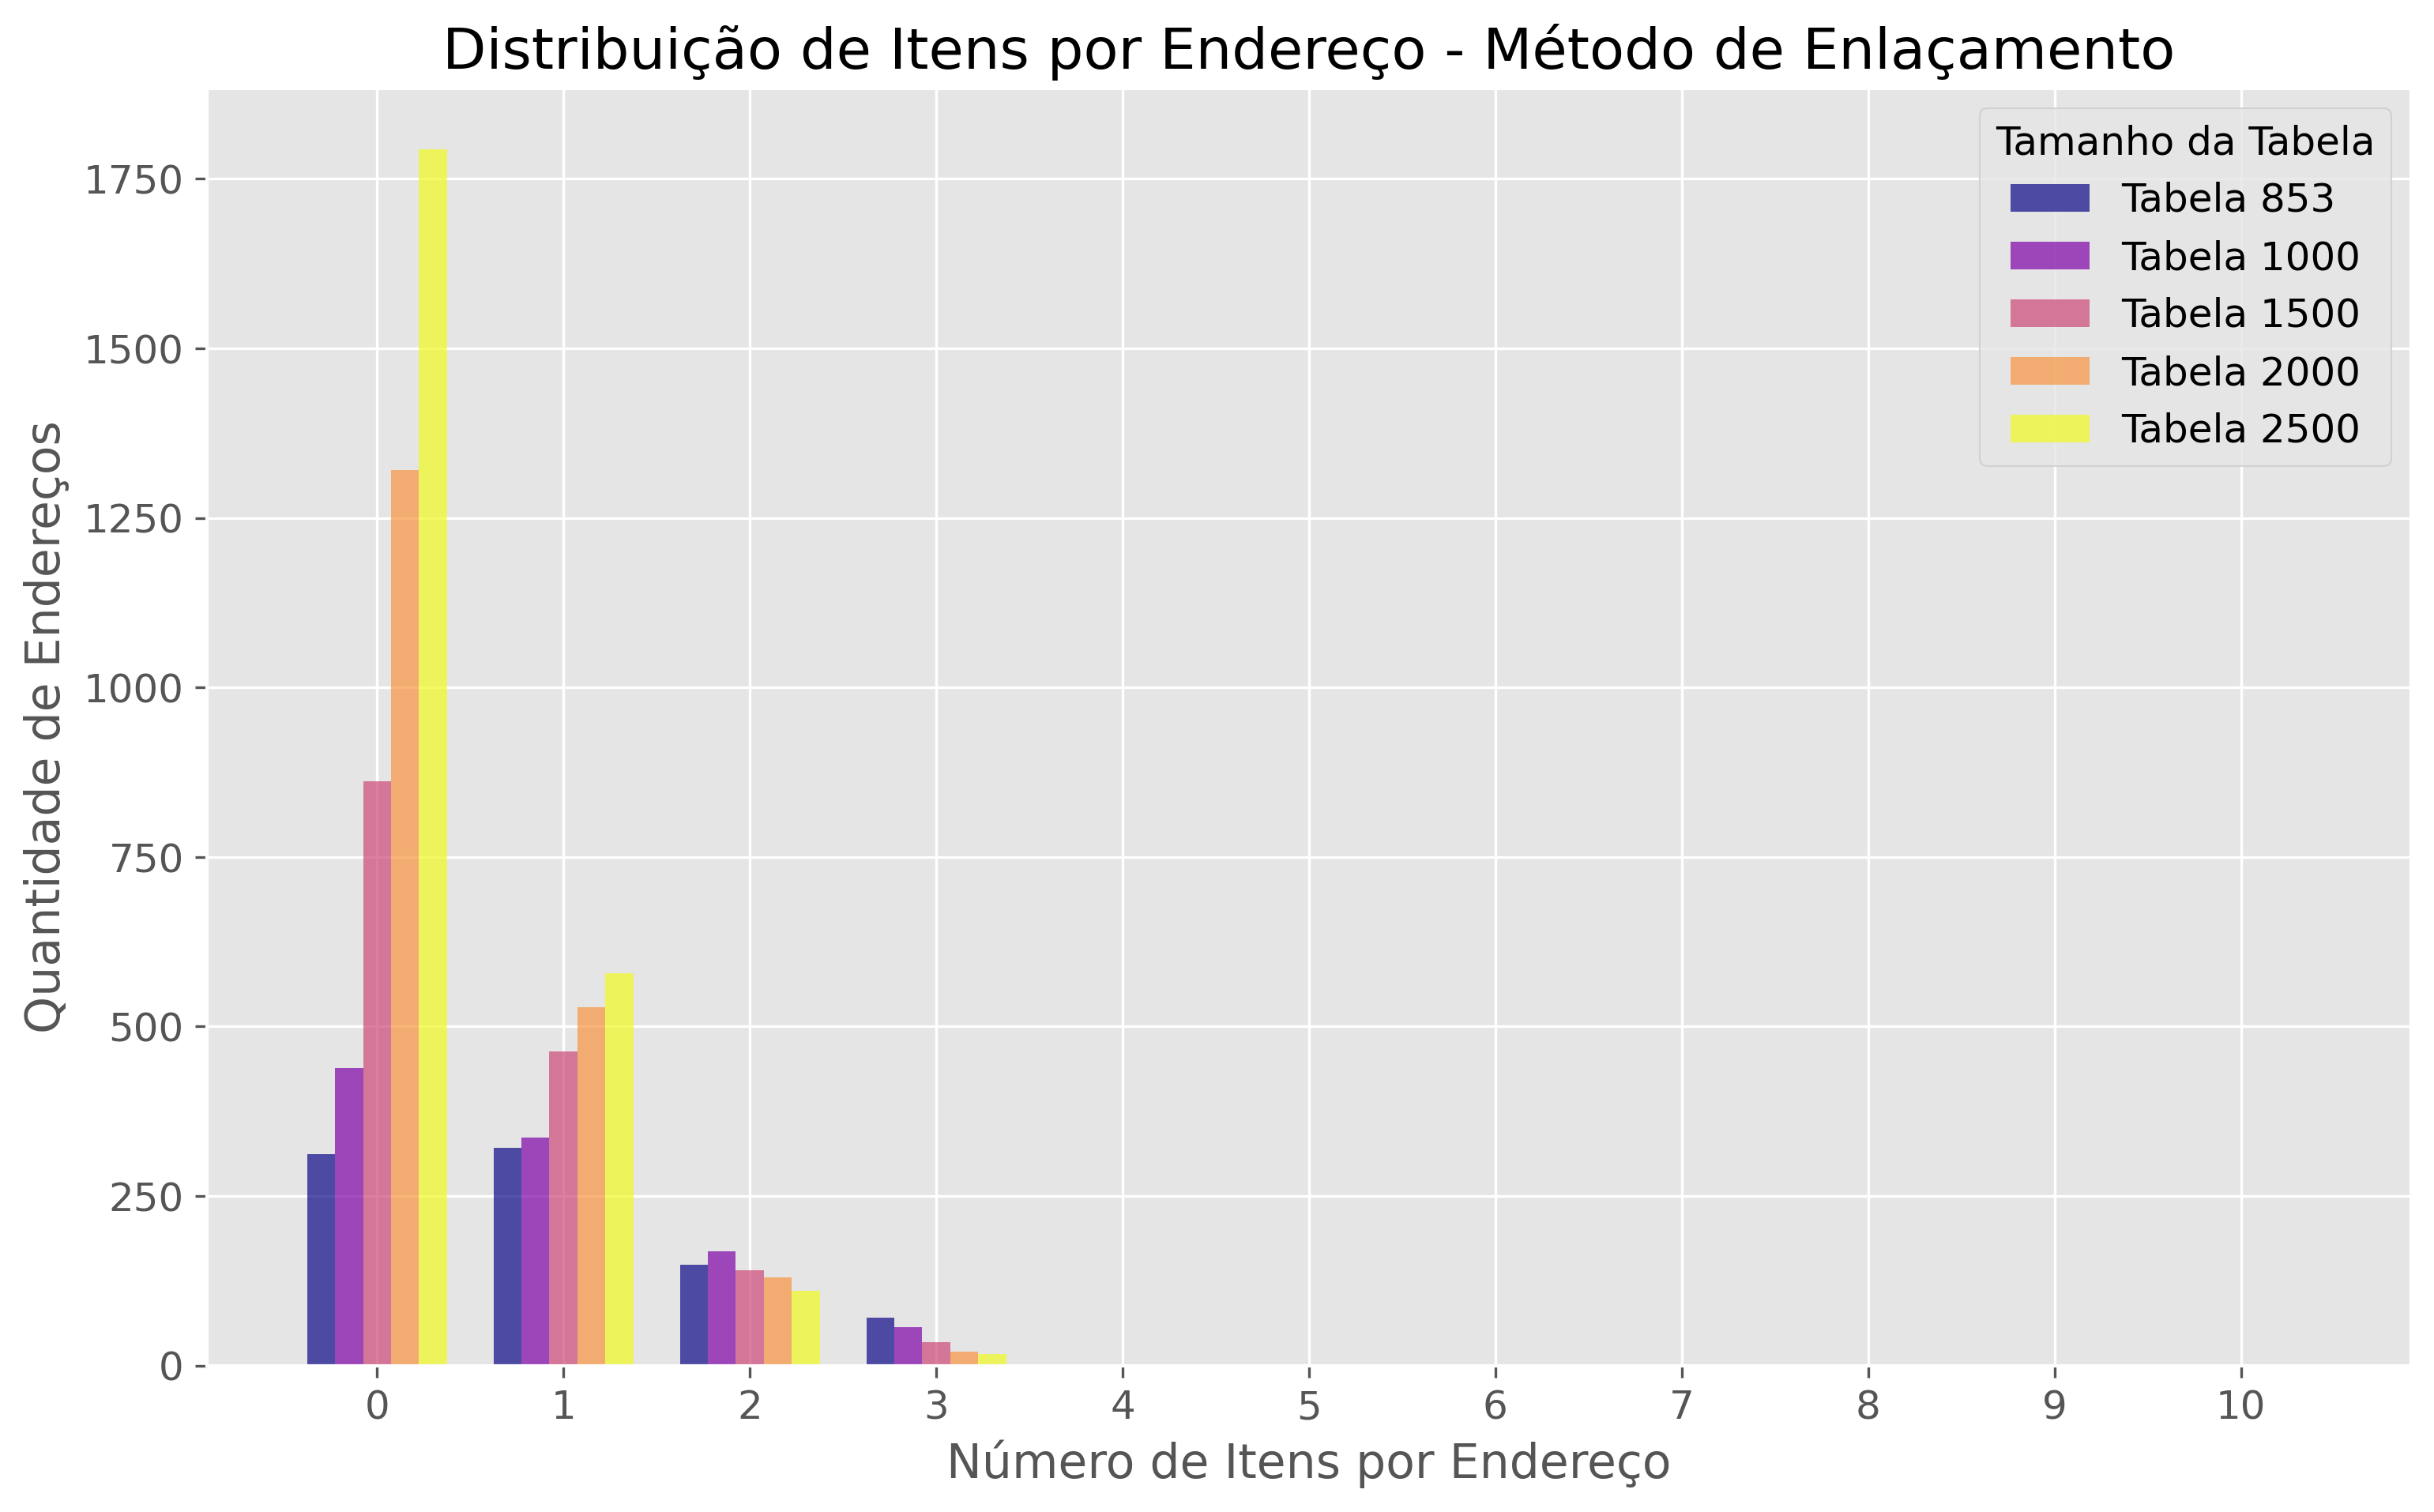 Distribuição de Itens por Endereço - Método de Enlaçamento
Tamanho da Tabela
Tabela 853
Tabela 1000
Tabela 1500
Tabela 2000
Tabela 2500
Quantidade de Endereços
1750
1500
1250
1000
750
500
250
0
0 1 2 3 4 5 6 7 8 9 10
Número de Itens por Endereço